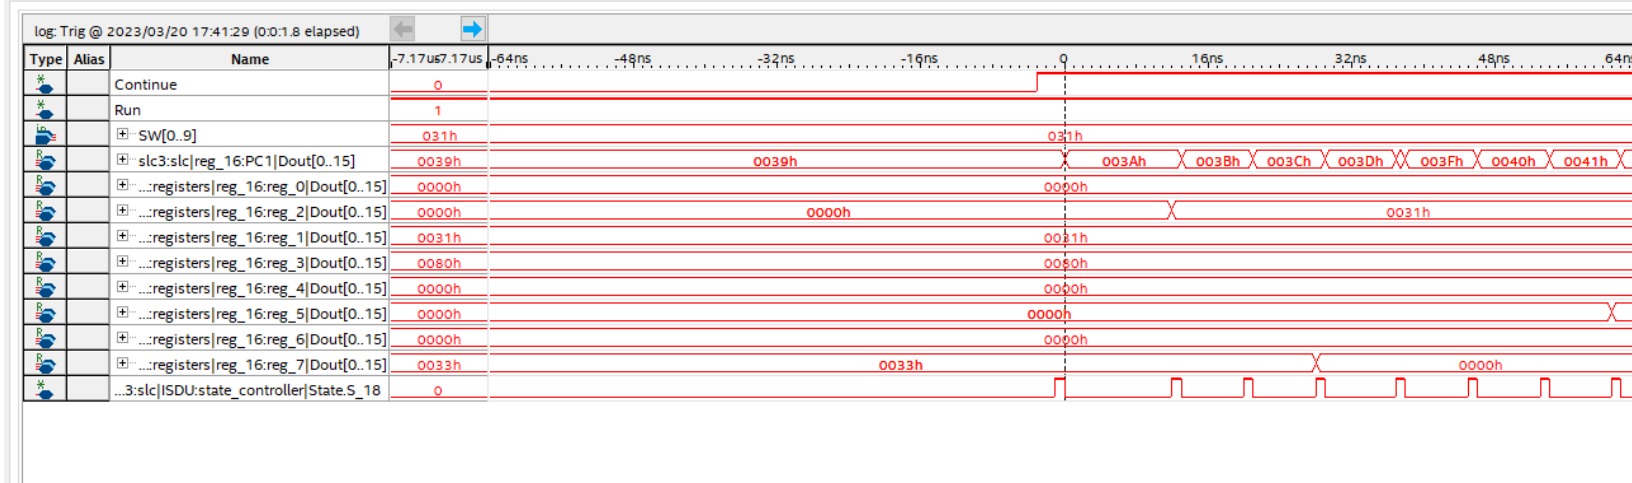 log: Trig @ 2023/03/20 17:41:29 (0:0:1.8 elapsed)
Type Alias Name -7.17us 7.17us -64ns -48ns -32ns -16ns 0 16ns 32ns 48ns 64n
Continue 0
Run 1
SW[0..9] 031h 031h
slc3:slc|reg_16:PC1|Dout[0..15] 0039h 0039h 003Ah 003Bh 003Ch 003Dh 003Fh 0040h 0041h
...:registers|reg_16:reg_0|Dout[0..15] 0000h 0000h
...:registers|reg_16:reg_2|Dout[0..15] 0000h 0000h 0031h
...:registers|reg_16:reg_1|Dout[0..15] 0031h 0031h
...:registers|reg_16:reg_3|Dout[0..15] 0080h 0080h
...:registers|reg_16:reg_4|Dout[0..15] 0000h 0000h
...:registers|reg_16:reg_5|Dout[0..15] 0000h 0000h
...:registers|reg_16:reg_6|Dout[0..15] 0000h 0000h
...:registers|reg_16:reg_7|Dout[0..15] 0033h 0033h 0000h
...3:slc|ISDU:state_controller|State.S_18 0